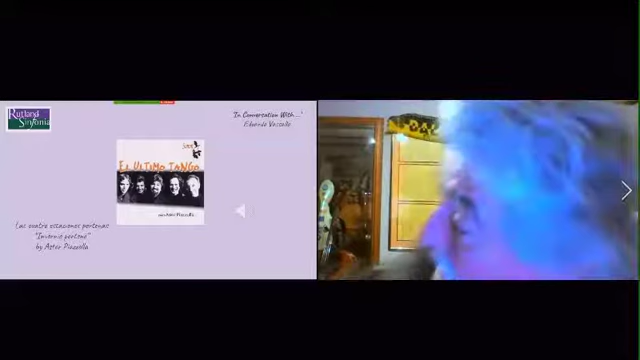 Rutland
Sinfonia
"In Conversation With..."
Eduardo Vassallo
EL ULTIMO TANGO
Las cuatro estaciones porteñas
"Invierno porteño"
by Astor Piazzolla